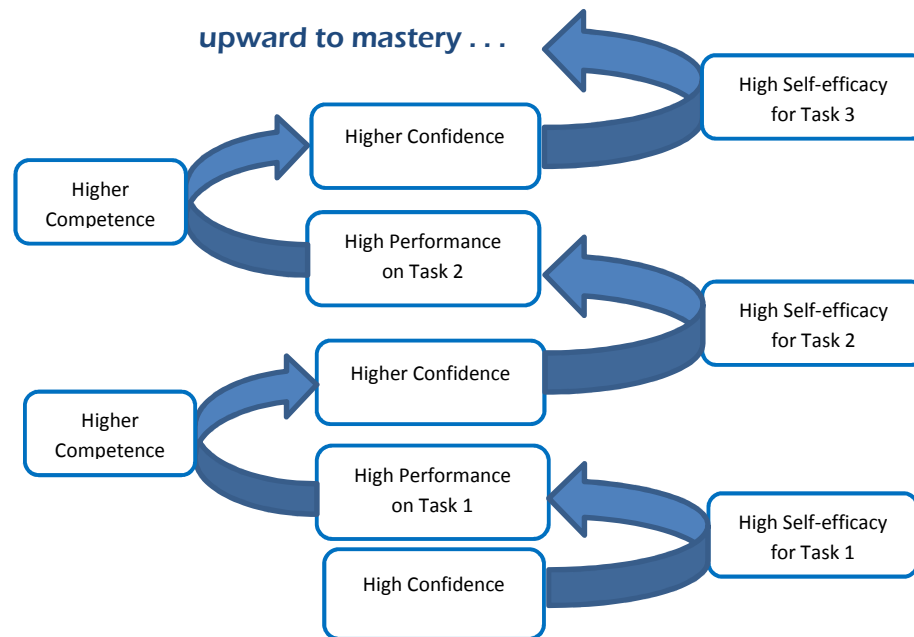 upward to mastery . . .
High Self-efficacy
for Task 3
Higher Confidence
Higher
Competence
High Performance
on Task 2
High Self-efficacy
for Task 2
Higher Confidence
Higher
Competence
High Performance
on Task 1
High Self-efficacy
for Task 1
High Confidence